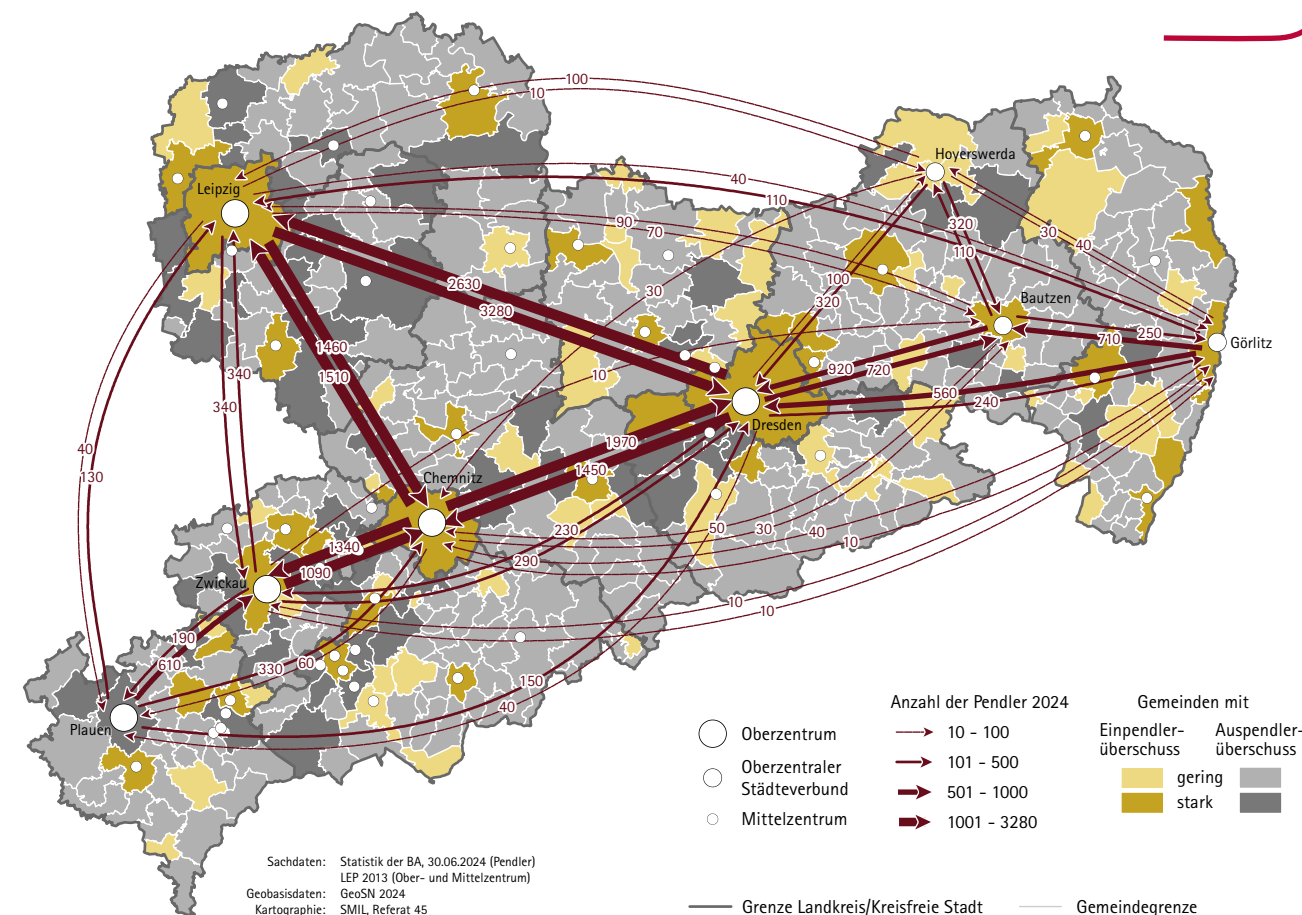 100
10
Hoyerswerda
Leipzig
40
110
90
70
320
110
30
40
2630
3280
30
100
320
Bautzen
250
710
Görlitz
1460
1510
340
340
10
920
720
560
240
Dresden
40
130
1970
1450
Chemnitz
230
290
50
30
40
10
1340
1090
Zwickau
10
10
190
610
330
60
150
40
Plauen
Anzahl der Pendler 2024
Gemeinden mit
Einpendler-
überschuss
Auspendler-
überschuss
Oberzentrum
Oberzentraler
Städteverbund
Mittelzentrum
10 - 100
101 - 500
501 - 1000
1001 - 3280
gering
stark
Sachdaten: Statistik der BA, 30.06.2024 (Pendler)
LEP 2013 (Ober- und Mittelzentrum)
Geobasisdaten: GeoSN 2024
Kartographie: SMIL, Referat 45
Grenze Landkreis/Kreisfreie Stadt
Gemeindegrenze